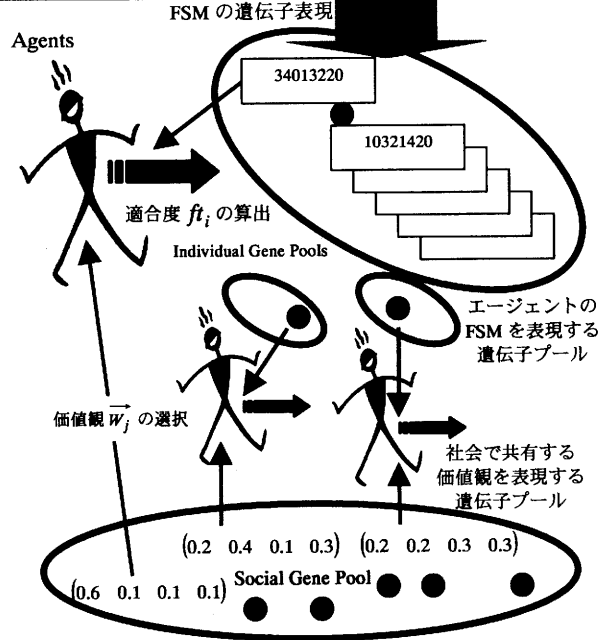 FSM の遺伝子表現
Agents
34013220
10321420
適合度 ft_i の算出
Individual Gene Pools
エージェントの
FSM を表現する
遺伝子プール
価値観 \vec{W}_j の選択
社会で共有する
価値観を表現する
遺伝子プール
(0.2 0.4 0.1 0.3) (0.2 0.2 0.3 0.3)
(0.6 0.1 0.1 0.1) Social Gene Pool